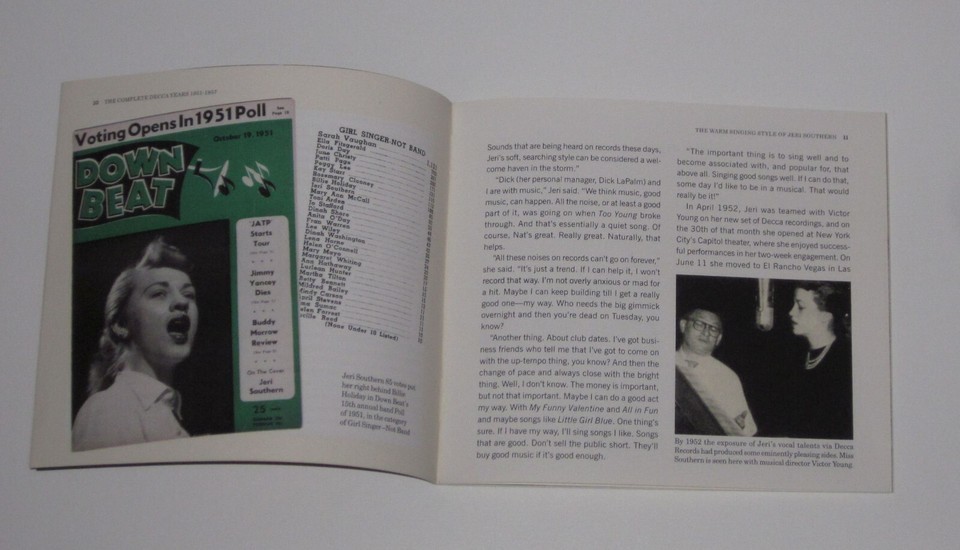 10 THE COMPLETE DECCA YEARS 1951-1957
Voting Opens In 1951 Poll
See
Page 10
October 19, 1951
DOWN
BEAT
JATP
Starts
Tour
Jimmy
Yancey
Dies
Buddy
Morrow
Review
On The Cover
Jeri
Southern
25
GIRL SINGER-NOT BAND
Sarah Vaughan
Ella Fitzgerald
Doris Day
June Christy
Patti Page
Peggy Lee
Kay Starr
Rosemary Clooney
Billie Holiday
Jeri Southern
Mary Ann McCall
Toni Arden
Jo Stafford
Dinah Shore
Anita O'Day
Fran Warren
Lee Wiley
Dinah Washington
Lena Horne
Helen O'Connell
Mary Mayo
Margaret Whiting
Ann Hathaway
Lurlean Hunter
Martha Tilton
Betty Bennett
Mildred Bailey
Mindy Carson
April Stevens
Helen Forrest
Lucille Reed
(None Under 10 Listed)
Jeri Southern 85 votes put
her right behind Billie
Holiday in Down Beat's
15th annual band Poll
of 1951, in the category
of Girl Singer - Not Band
THE WARM SINGING STYLE OF JERI SOUTHERN 11
Sounds that are being heard on records these days,
Jeri's soft, searching style can be considered a wel-
come haven in the storm."
"Dick (her personal manager, Dick LaPalm) and
I are with music," Jeri said. "We think music, good
music, can happen. All the noise, or at least a good
part of it, was going on when Too Young broke
through. And that's essentially a quiet song. Of
course, Nat's great. Really great. Naturally, that
helps.
"All these noises on records can't go on forever,"
she said. "It's just a trend. If I can help it, I won't
record that way. I'm not overly anxious or mad for
a hit. Maybe I can keep building till I get a really
good one—my way. Who needs the big gimmick
overnight and then you're dead on Tuesday, you
know?
"Another thing. About club dates. I've got busi-
ness friends who tell me that I've got to come on
with the up-tempo thing, you know? And then the
change of pace and always close with the bright
thing. Well, I don't know. The money is important,
but not that important. Maybe I can do a good act
my way. With My Funny Valentine and All in Fun
and maybe songs like Little Girl Blue. One thing's
sure. If I have my way, I'll sing songs I like. Songs
that are good. Don't sell the public short. They'll
buy good music if it's good enough.
"The important thing is to sing well and to
become associated with, and popular for, that
above all. Singing good songs well. If I can do that,
some day I'd like to be in a musical. That would
really be it!"
In April 1952, Jeri was teamed with Victor
Young on her new set of Decca recordings, and on
the 30th of that month she opened at New York
City's Capitol theater, where she enjoyed success-
ful performances in her two-week engagement. On
June 11 she moved to El Rancho Vegas in Las
By 1952 the exposure of Jeri's vocal talents via Decca
Records had produced some eminently pleasing sides. Miss
Southern is seen here with musical director Victor Young